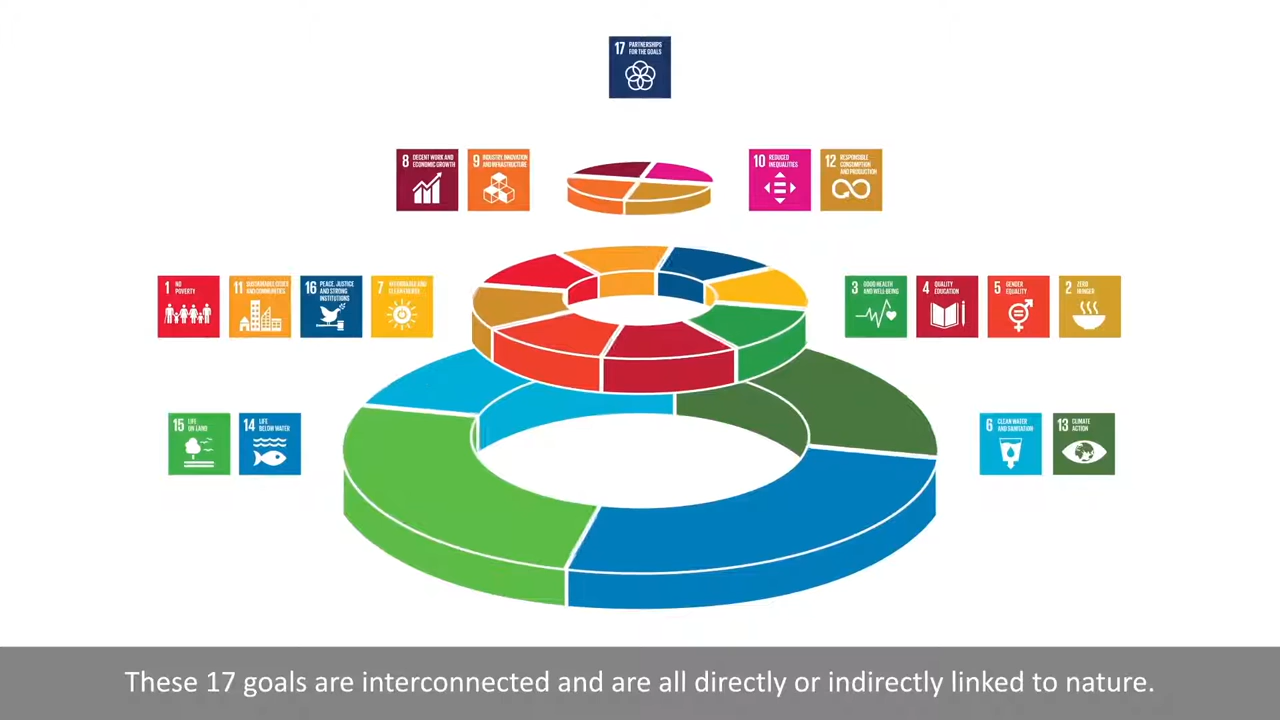 17 PARTNERSHIPS
FOR THE GOALS
8 DECENT WORK AND
ECONOMIC GROWTH
9 INDUSTRY, INNOVATION
AND INFRASTRUCTURE
10 REDUCED
INEQUALITIES
12 RESPONSIBLE
CONSUMPTION
AND PRODUCTION
1 NO
POVERTY
11 SUSTAINABLE CITIES
AND COMMUNITIES
16 PEACE, JUSTICE
AND STRONG
INSTITUTIONS
7 AFFORDABLE AND
CLEAN ENERGY
3 GOOD HEALTH
AND WELL-BEING
4 QUALITY
EDUCATION
5 GENDER
EQUALITY
2 ZERO
HUNGER
15 LIFE
ON LAND
14 LIFE
BELOW WATER
6 CLEAN WATER
AND SANITATION
13 CLIMATE
ACTION
These 17 goals are interconnected and are all directly or indirectly linked to nature.